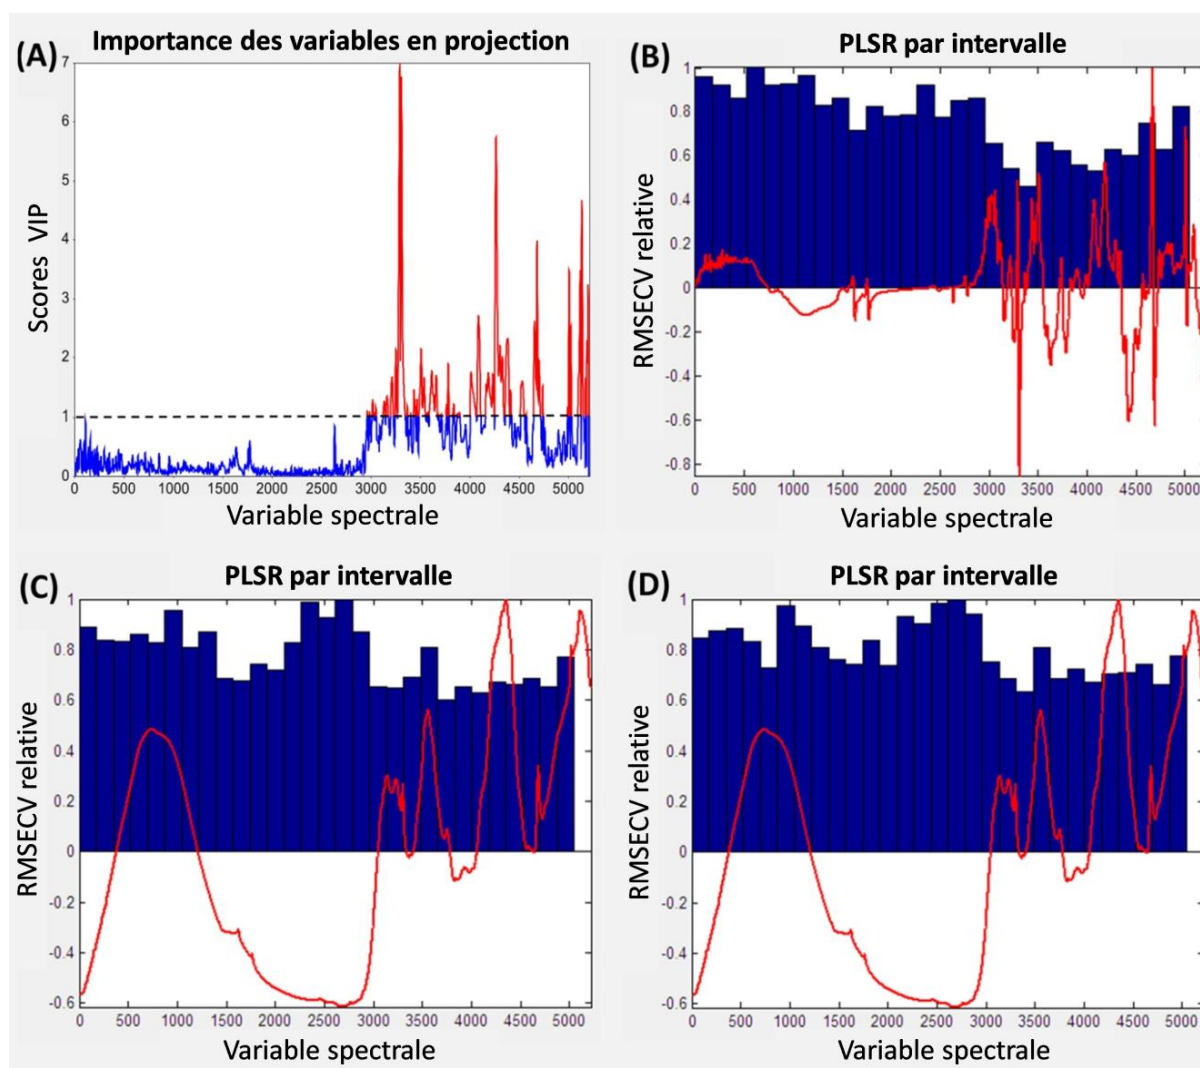 (A)
Importance des variables en projection
7
6
5
4
3
2
1
0
Scores VIP
0 500 1000 1500 2000 2500 3000 3500 4000 4500 5000
Variable spectrale
(B)
PLSR par intervalle
1
0.8
0.6
0.4
0.2
0
-0.2
-0.4
-0.6
-0.8
RMSECV relative
0 500 1000 1500 2000 2500 3000 3500 4000 4500 5000
Variable spectrale
(C)
PLSR par intervalle
1
0.8
0.6
0.4
0.2
0
-0.2
-0.4
-0.6
RMSECV relative
0 500 1000 1500 2000 2500 3000 3500 4000 4500 5000
Variable spectrale
(D)
PLSR par intervalle
1
0.8
0.6
0.4
0.2
0
-0.2
-0.4
-0.6
RMSECV relative
0 500 1000 1500 2000 2500 3000 3500 4000 4500 5000
Variable spectrale